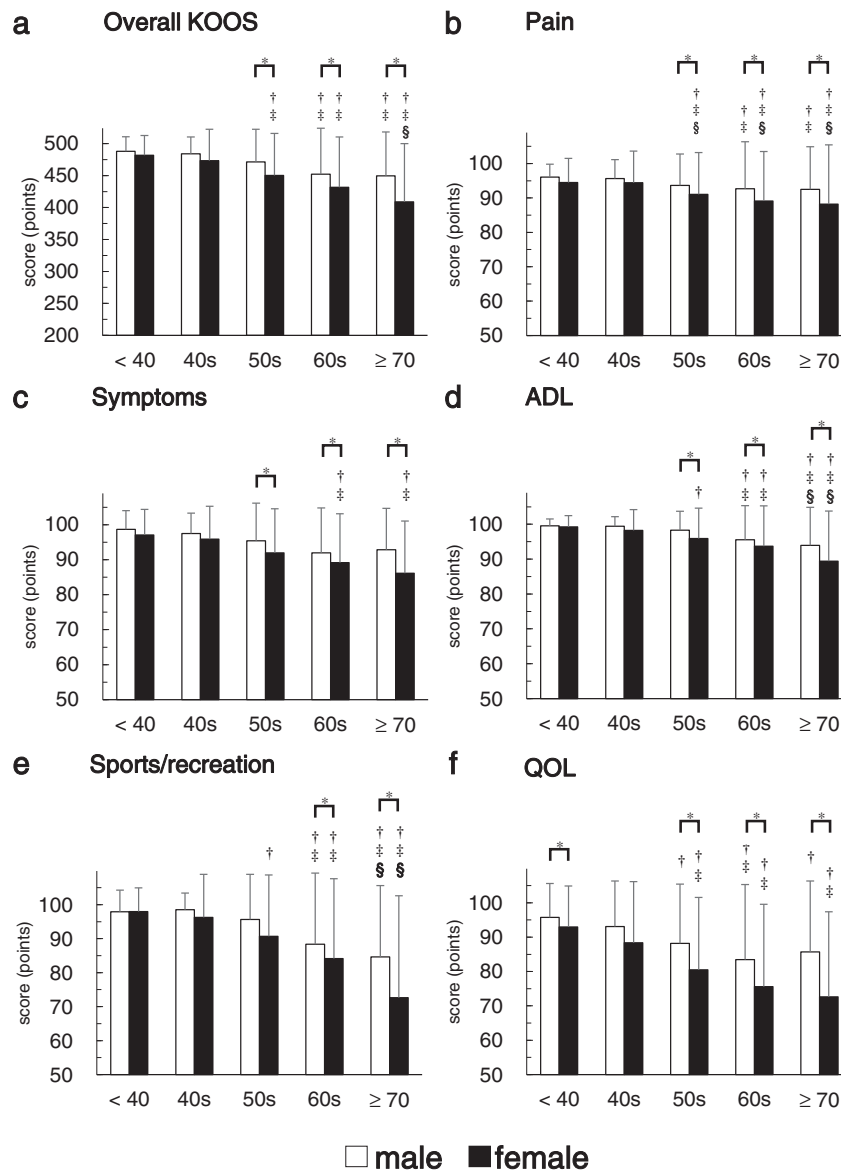 a Overall KOOS
* * *
† † † † †
‡ ‡ ‡ ‡ ‡
§
500
450
400
350
300
250
200
score (points)
< 40 40s 50s 60s ≥ 70
b Pain
* * *
† † †
‡ † ‡ † ‡
§ ‡ § ‡ §
100
90
80
70
60
50
score (points)
< 40 40s 50s 60s ≥ 70
c Symptoms
* * *
† †
‡ ‡
100
90
80
70
60
50
score (points)
< 40 40s 50s 60s ≥ 70
d ADL
* * *
† † † † †
‡ ‡ ‡ ‡
§ §
100
90
80
70
60
50
score (points)
< 40 40s 50s 60s ≥ 70
e Sports/recreation
* *
† † † † †
‡ ‡ ‡ ‡
§ §
100
90
80
70
60
50
score (points)
< 40 40s 50s 60s ≥ 70
f QOL
* * * *
† † † † † †
‡ ‡ ‡ ‡
100
90
80
70
60
50
score (points)
< 40 40s 50s 60s ≥ 70
male female